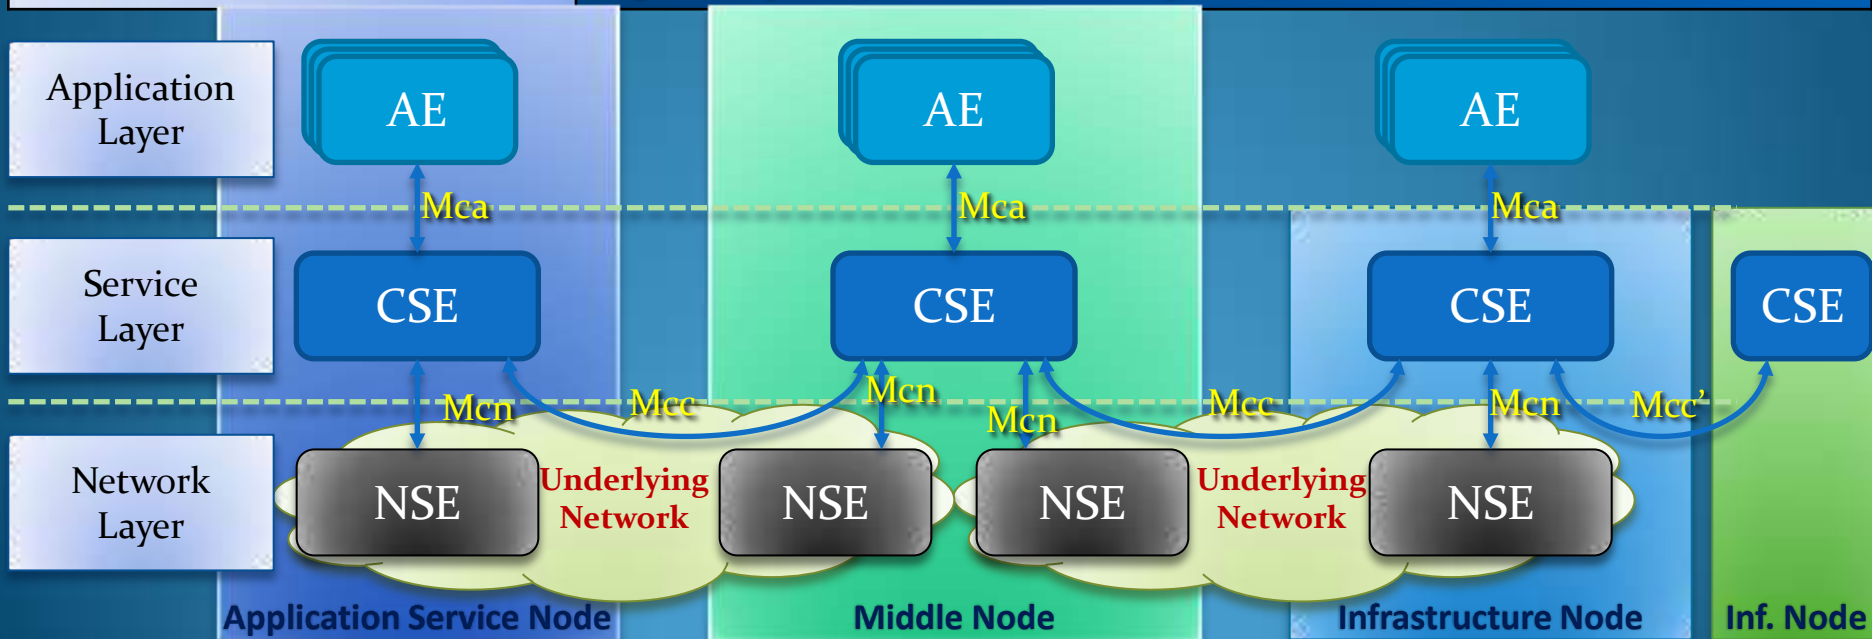 Application
Layer
AE
AE
AE
Mca
Mca
Mca
Service
Layer
CSE
CSE
CSE
CSE
Mcn
Mcc
Mcn
Mcn
Mcc
Mcn
Mcc’
Network
Layer
NSE
Underlying
Network
NSE
NSE
Underlying
Network
NSE
Application Service Node
Middle Node
Infrastructure Node
Inf. Node